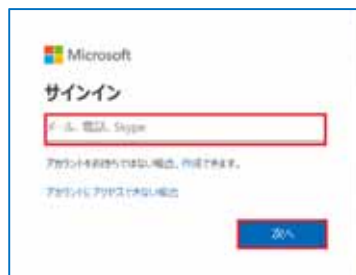 Microsoft
サインイン
メール、電話、Skype
アカウントをお持ちではない場合、作成できます。
アカウントにアクセスできない場合
次へ